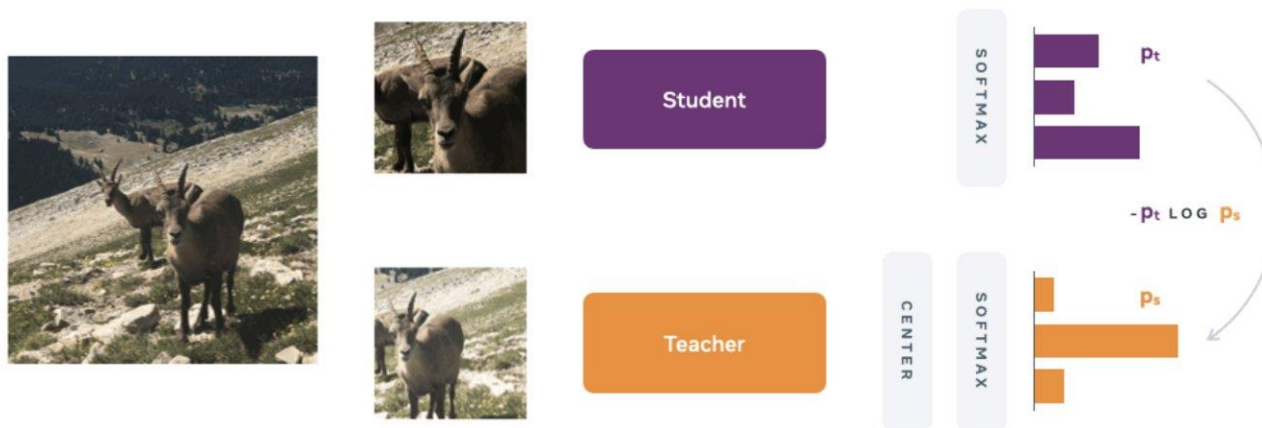 Student
SOFTMAX
pt
-pt LOG ps
Teacher
CENTER
SOFTMAX
ps